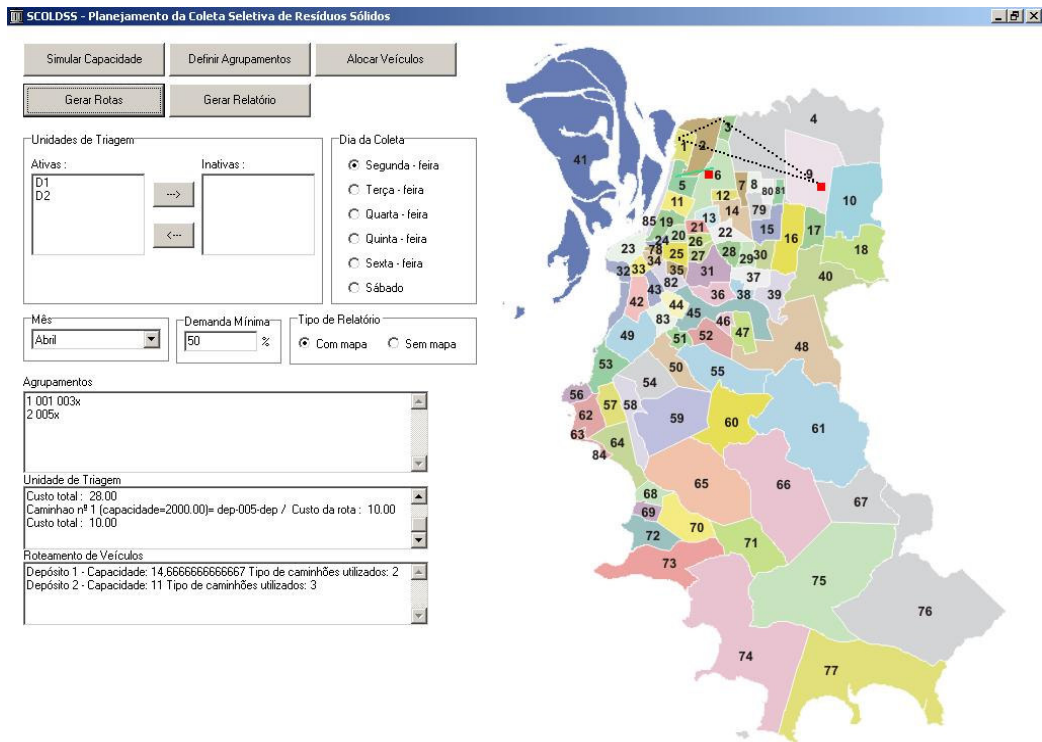 SCOLDSS - Planejamento da Coleta Seletiva de Resíduos Sólidos
Simular Capacidade
Definir Agrupamentos
Alocar Veículos
Gerar Rotas
Gerar Relatório
Unidades de Triagem
Ativas :
Inativas :
D1
D2
--->
<---
Dia da Coleta
Segunda - feira
Terça - feira
Quarta - feira
Quinta - feira
Sexta - feira
Sábado
Mês
Abril
Demanda Mínima
50 %
Tipo de Relatório
Com mapa
Sem mapa
Agrupamentos
1 001 003x
2 005x
Unidade de Triagem
Custo total : 28.00
Caminhao nº 1 (capacidade=2000.00)= dep-005-dep / Custo da rota : 10.00
Custo total : 10.00
Roteamento de Veículos
Depósito 1 - Capacidade: 14,6666666666667 Tipo de caminhões utilizados: 2
Depósito 2 - Capacidade: 11 Tipo de caminhões utilizados: 3
4
3
1 2
41
9
6
5
7 8 80 81
12
10
11
14 79
13
85 19
21
22
15
16
17
20
24
26
23
78
25 27
28
29 30
18
34
32 33
35
31
37
40
82
43
36 38 39
42
44
45
83
46
47
49
51 52
48
53
50
55
54
56
57 58
62
59
60
61
63
64
84
65
66
68
67
69
70
72
71
73
75
76
74
77